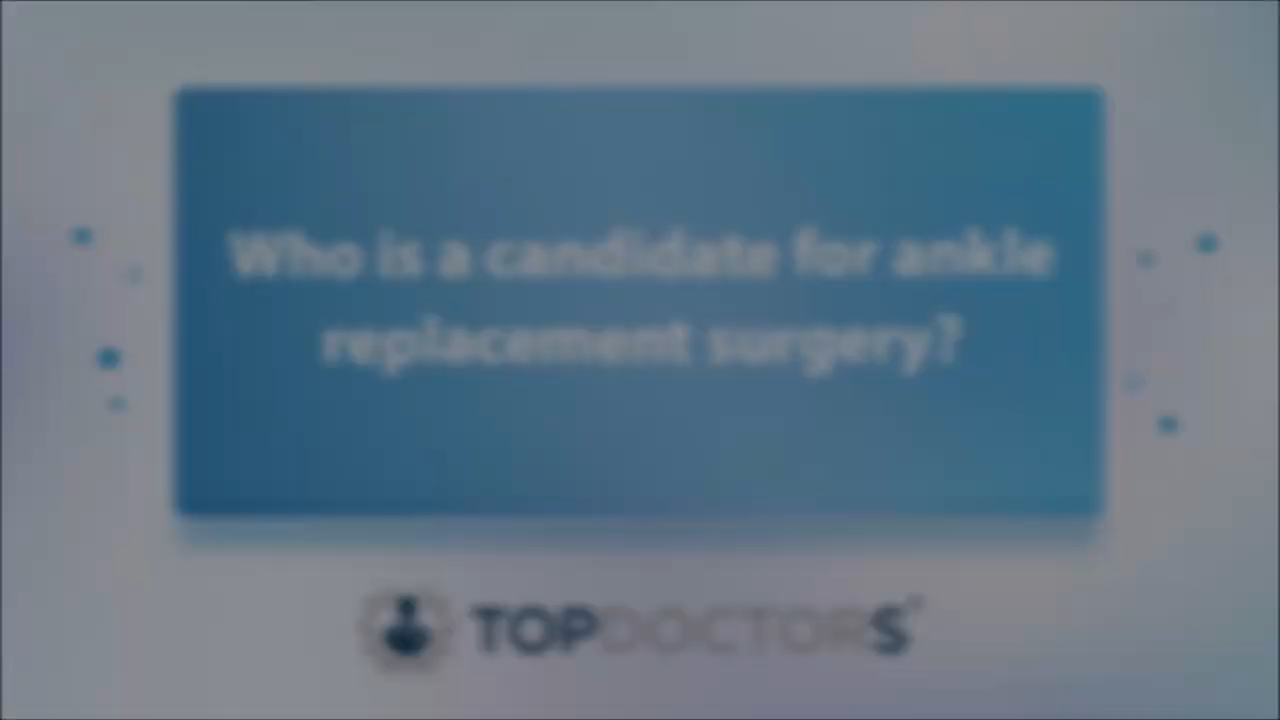 Who is a candidate for ankle
replacement surgery?
TOPDOCTORS